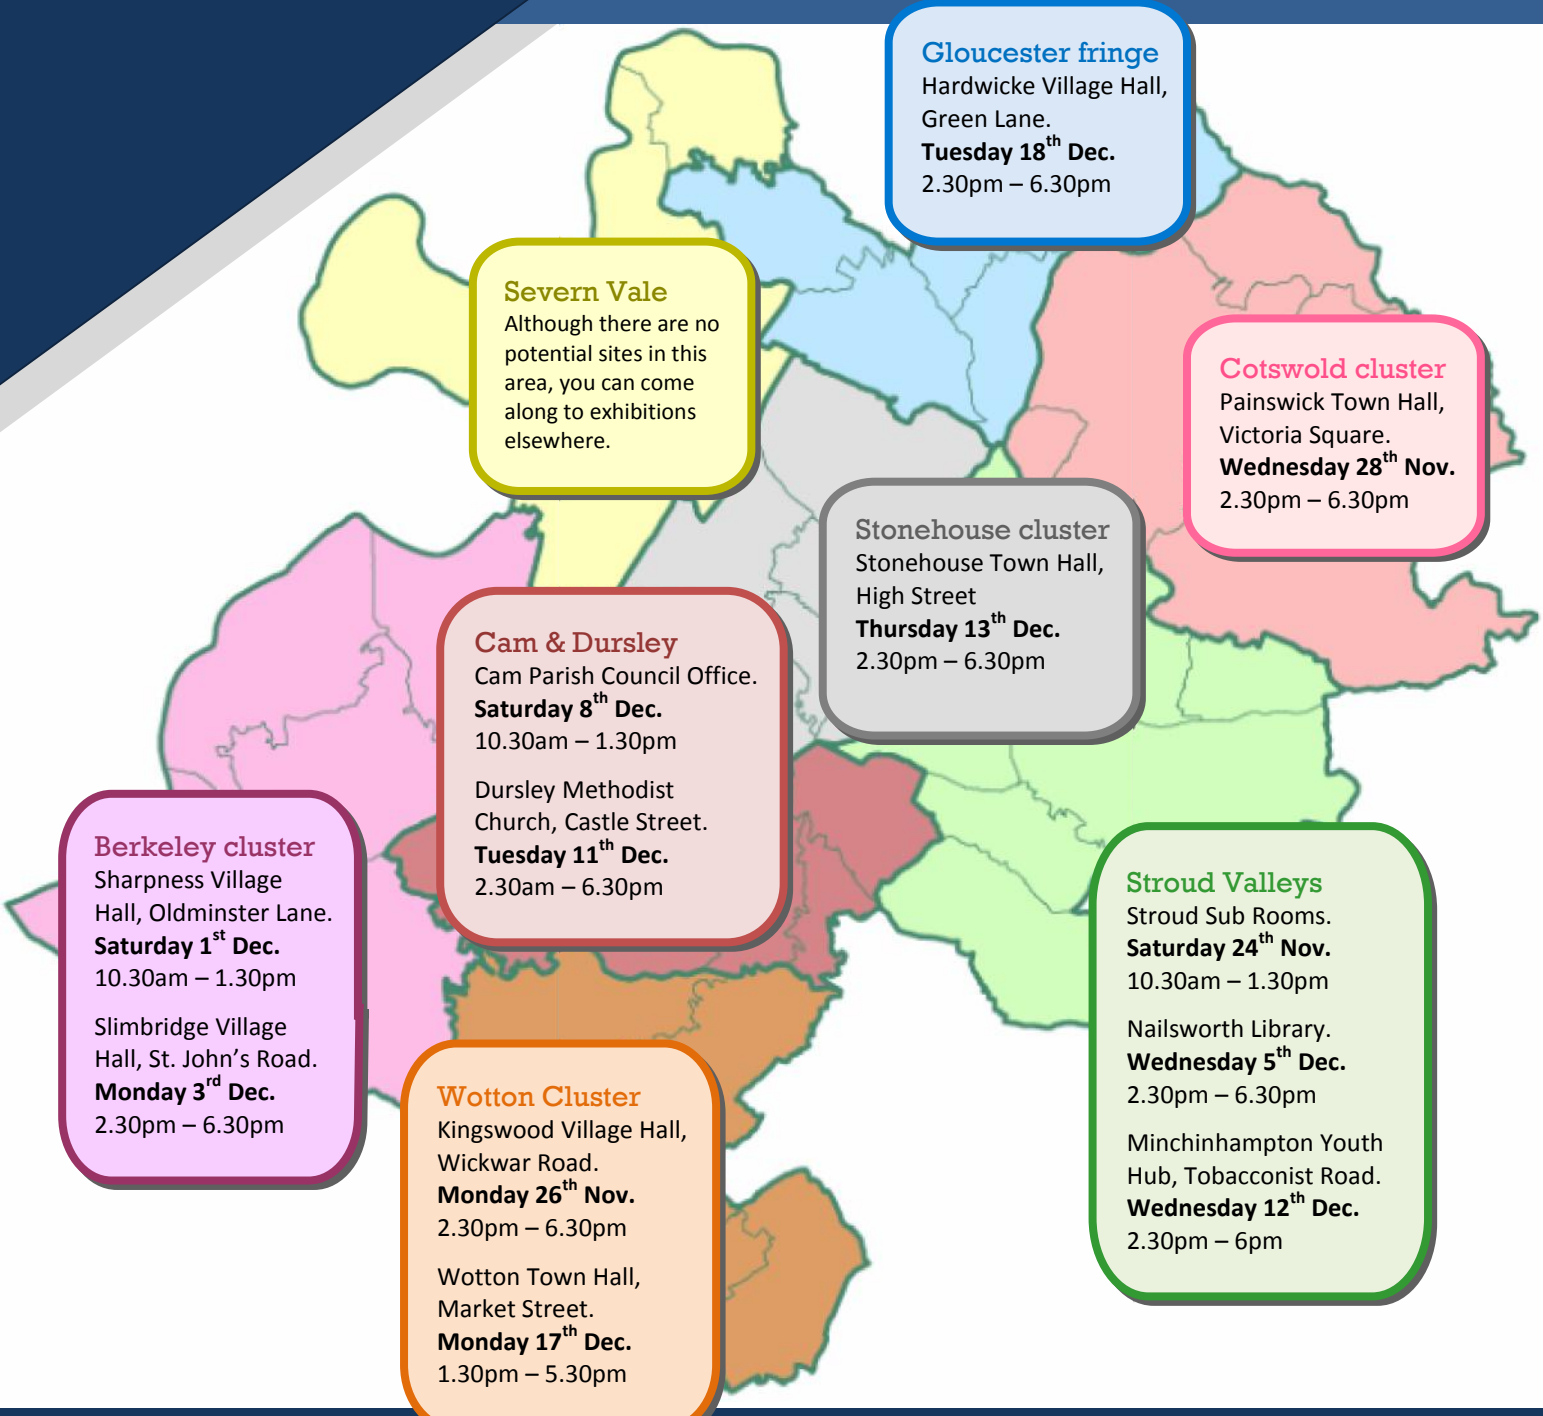 Gloucester fringe
Hardwicke Village Hall,
Green Lane.
Tuesday 18th Dec.
2.30pm – 6.30pm
Severn Vale
Although there are no
potential sites in this
area, you can come
along to exhibitions
elsewhere.
Cotswold cluster
Painswick Town Hall,
Victoria Square.
Wednesday 28th Nov.
2.30pm – 6.30pm
Stonehouse cluster
Stonehouse Town Hall,
High Street
Thursday 13th Dec.
2.30pm – 6.30pm
Cam & Dursley
Cam Parish Council Office.
Saturday 8th Dec.
10.30am – 1.30pm
Dursley Methodist
Church, Castle Street.
Tuesday 11th Dec.
2.30am – 6.30pm
Berkeley cluster
Sharpness Village
Hall, Oldminster Lane.
Saturday 1st Dec.
10.30am – 1.30pm
Slimbridge Village
Hall, St. John’s Road.
Monday 3rd Dec.
2.30pm – 6.30pm
Stroud Valleys
Stroud Sub Rooms.
Saturday 24th Nov.
10.30am – 1.30pm
Nailsworth Library.
Wednesday 5th Dec.
2.30pm – 6.30pm
Minchinhampton Youth
Hub, Tobacconist Road.
Wednesday 12th Dec.
2.30pm – 6pm
Wotton Cluster
Kingswood Village Hall,
Wickwar Road.
Monday 26th Nov.
2.30pm – 6.30pm
Wotton Town Hall,
Market Street.
Monday 17th Dec.
1.30pm – 5.30pm